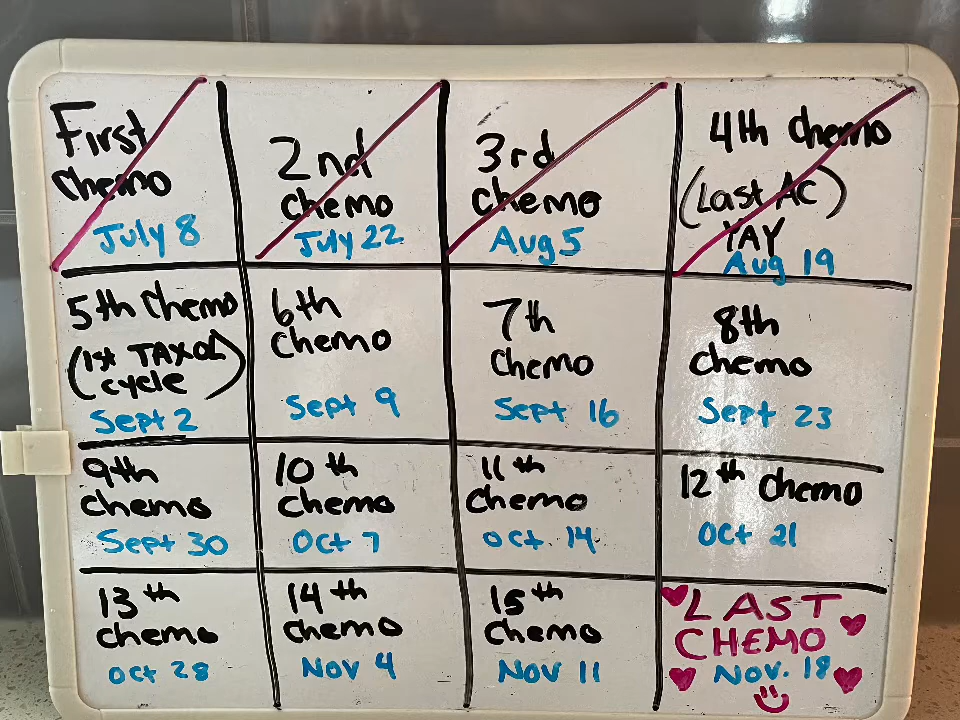 First
chemo
July 8
2nd
chemo
July 22
3rd
chemo
Aug 5
4th chemo
(Last AC)
YAY
Aug 19
5th chemo
(1st TAXOL
cycle)
Sept 2
6th
chemo
Sept 9
7th
chemo
Sept 16
8th
chemo
Sept 23
9th
chemo
Sept 30
10th
chemo
Oct 7
11th
chemo
Oct. 14
12th chemo
Oct 21
13th
chemo
Oct 28
14th
chemo
Nov 4
15th
chemo
Nov 11
LAST
CHEMO
Nov. 18